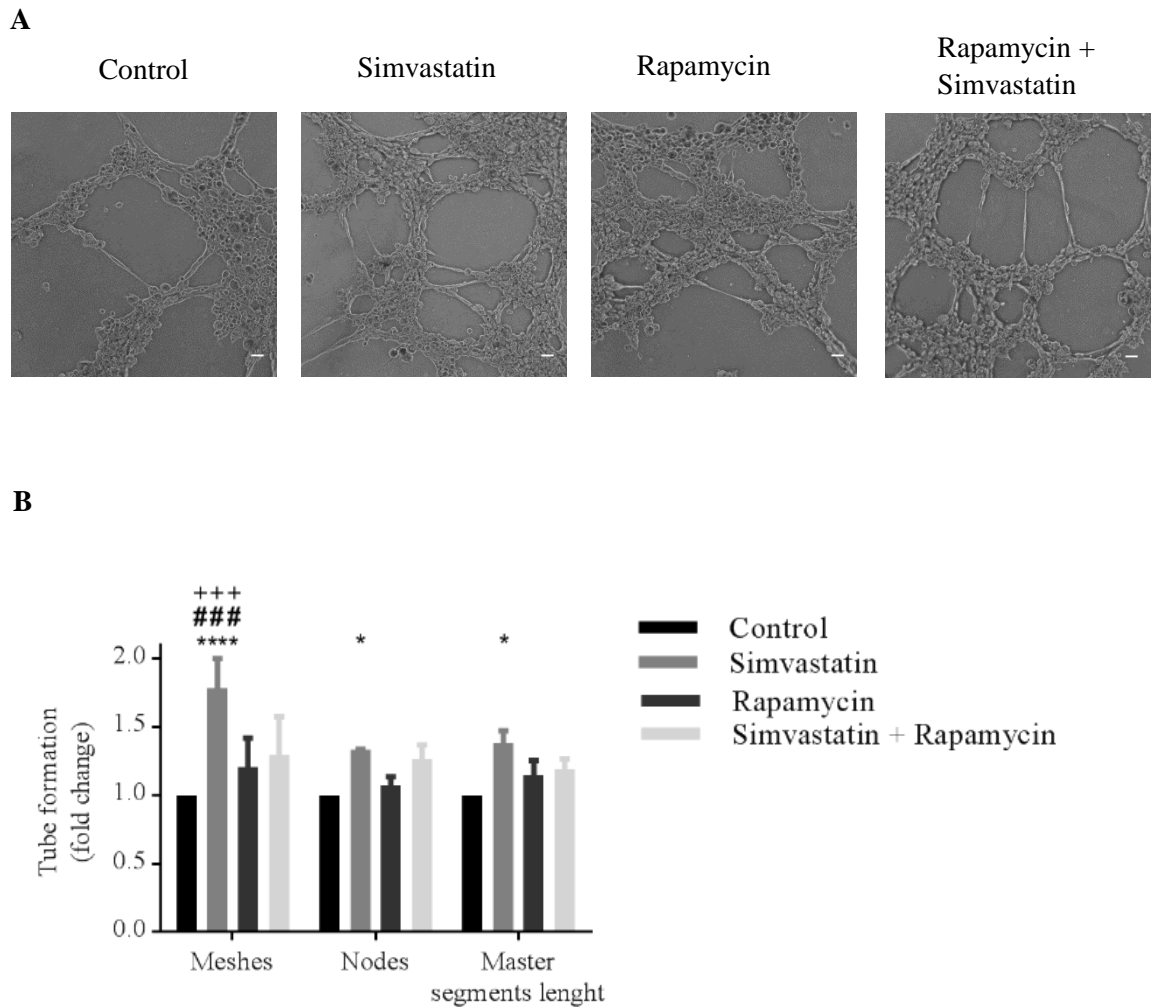 A
Control
Simvastatin
Rapamycin
Rapamycin +
Simvastatin
B
+++
###
****
*
*
2.0
1.5
1.0
0.5
0.0
Tube formation
(fold change)
Meshes
Nodes
Master
segments lenght
Control
Simvastatin
Rapamycin
Simvastatin + Rapamycin